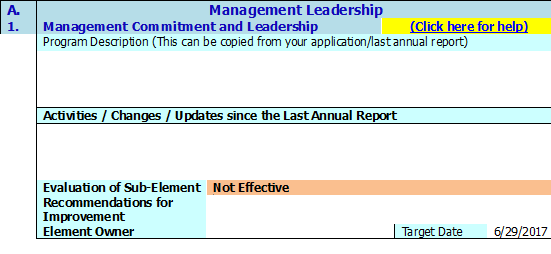 A. Management Leadership
1. Management Commitment and Leadership (Click here for help)
Program Description (This can be copied from your application/last annual report)
Activities / Changes / Updates since the Last Annual Report
Evaluation of Sub-Element Not Effective
Recommendations for
Improvement
Element Owner Target Date 6/29/2017